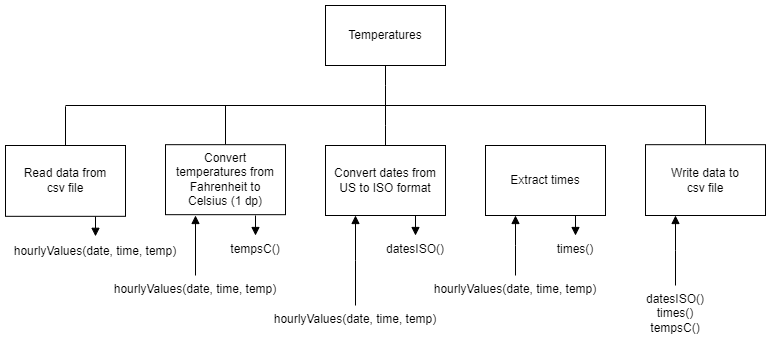 Temperatures
Read data from
csv file
Convert
temperatures from
Fahrenheit to
Celsius (1 dp)
Convert dates from
US to ISO format
Extract times
Write data to
csv file
hourlyValues(date, time, temp)
tempsC()
datesISO()
times()
hourlyValues(date, time, temp)
hourlyValues(date, time, temp)
hourlyValues(date, time, temp)
datesISO()
times()
tempsC()